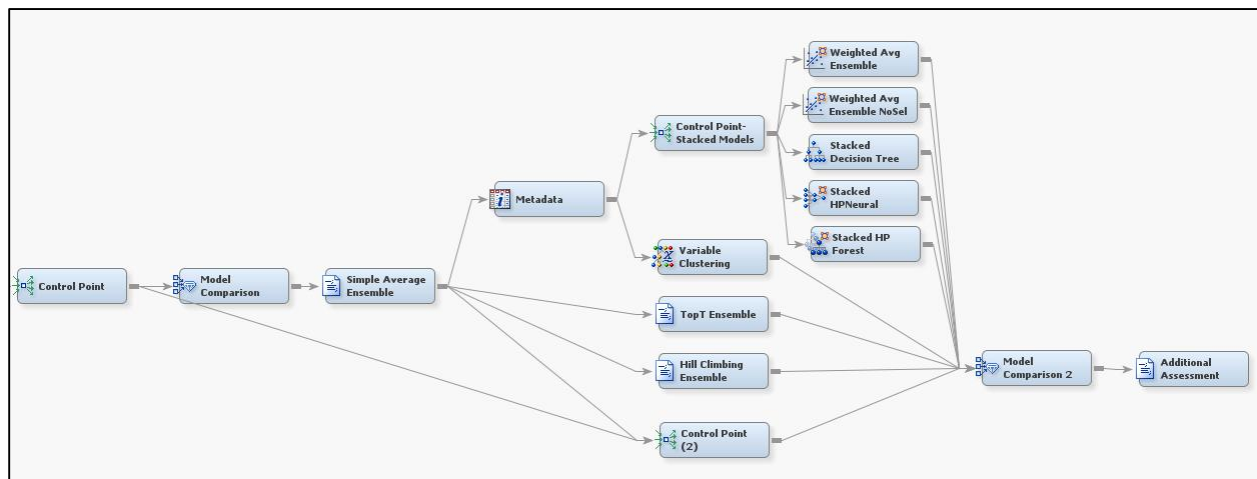 Control Point
Model
Comparison
Simple Average
Ensemble
Metadata
Control Point-
Stacked Models
Variable
Clustering
TopT Ensemble
Hill Climbing
Ensemble
Control Point
(2)
Weighted Avg
Ensemble
Weighted Avg
Ensemble NoSel
Stacked
Decision Tree
Stacked
HPNeural
Stacked HP
Forest
Model
Comparison 2
Additional
Assessment